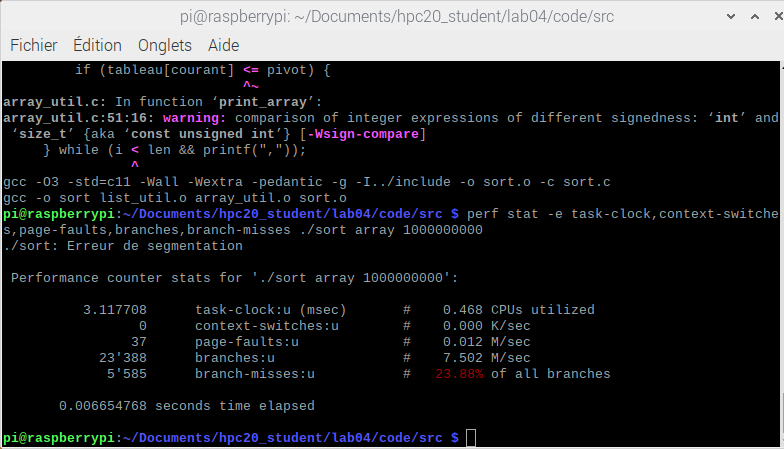 pi@raspberrypi: ~/Documents/hpc20_student/lab04/code/src
Fichier Édition Onglets Aide
if (tableau[courant] <= pivot) {
^~
array_util.c: In function ‘print_array’:
array_util.c:51:16: warning: comparison of integer expressions of different signedness: ‘int’ and
‘size_t’ {aka ‘const unsigned int’} [-Wsign-compare]
} while (i < len && printf(","));
^
gcc -O3 -std=c11 -Wall -Wextra -pedantic -g -I../include -o sort.o -c sort.c
gcc -o sort list_util.o array_util.o sort.o
pi@raspberrypi:~/Documents/hpc20_student/lab04/code/src $ perf stat -e task-clock,context-switche
s,page-faults,branches,branch-misses ./sort array 1000000000
./sort: Erreur de segmentation
Performance counter stats for './sort array 1000000000':
3.117708 task-clock:u (msec) # 0.468 CPUs utilized
0 context-switches:u # 0.000 K/sec
37 page-faults:u # 0.012 M/sec
23'388 branches:u # 7.502 M/sec
5'585 branch-misses:u # 23.88% of all branches
0.006654768 seconds time elapsed
pi@raspberrypi:~/Documents/hpc20_student/lab04/code/src $